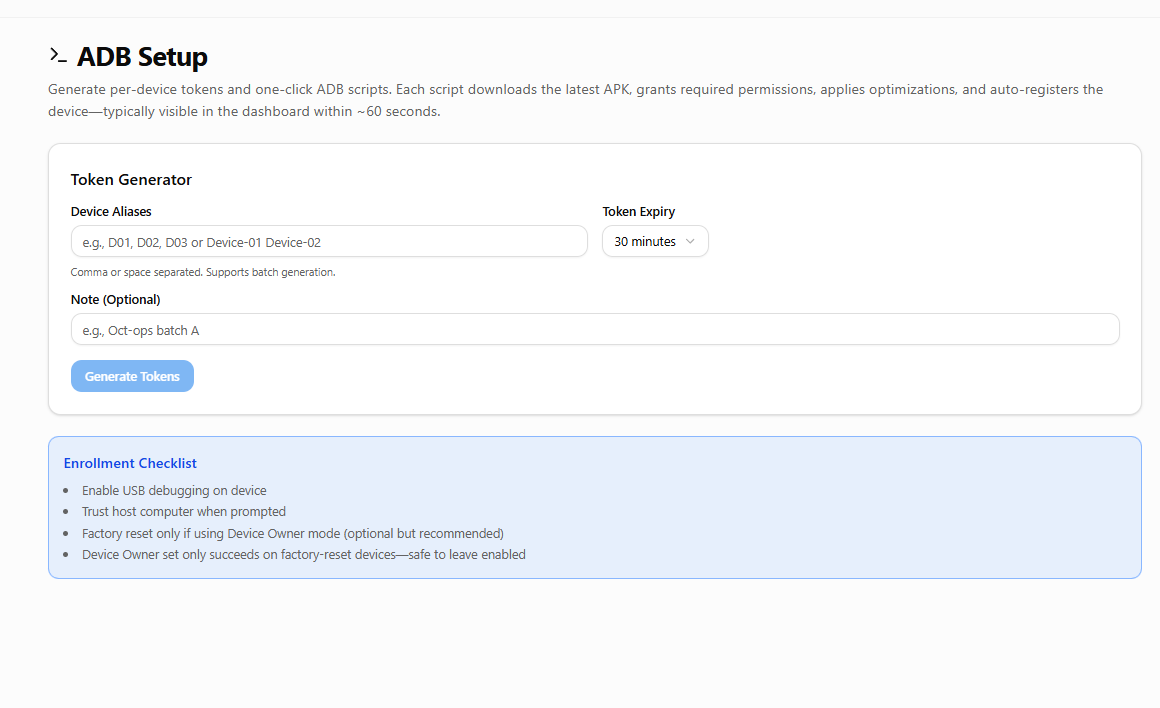 >_ ADB Setup
Generate per-device tokens and one-click ADB scripts. Each script downloads the latest APK, grants required permissions, applies optimizations, and auto-registers the
device—typically visible in the dashboard within ~60 seconds.
Token Generator
Device Aliases
Token Expiry
e.g., D01, D02, D03 or Device-01 Device-02
30 minutes
Comma or space separated. Supports batch generation.
Note (Optional)
e.g., Oct-ops batch A
Generate Tokens
Enrollment Checklist
• Enable USB debugging on device
• Trust host computer when prompted
• Factory reset only if using Device Owner mode (optional but recommended)
• Device Owner set only succeeds on factory-reset devices—safe to leave enabled